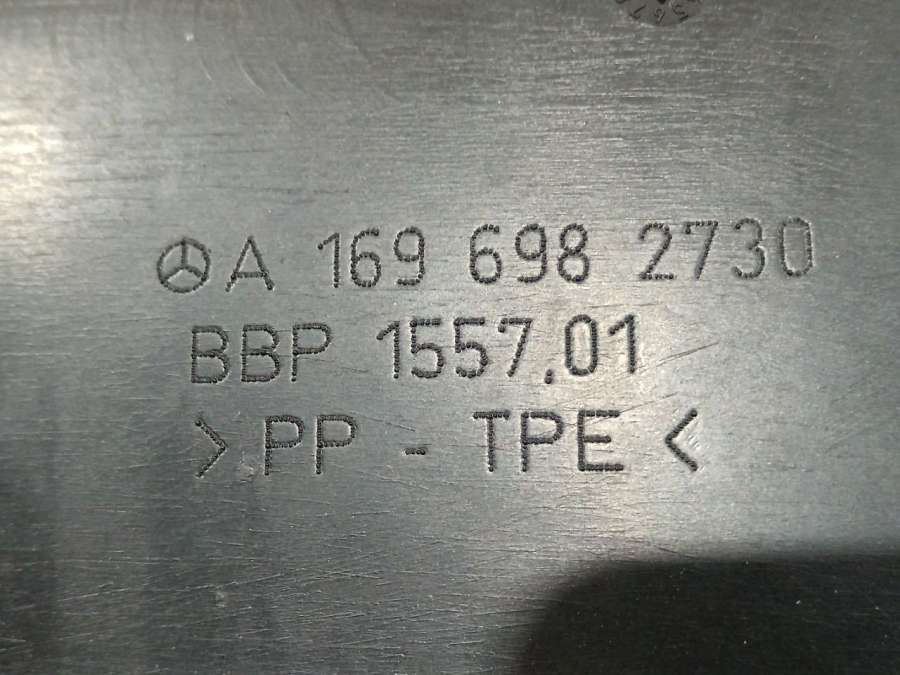 A 169 698 2730
BBP 1557.01
>PP - TPE<